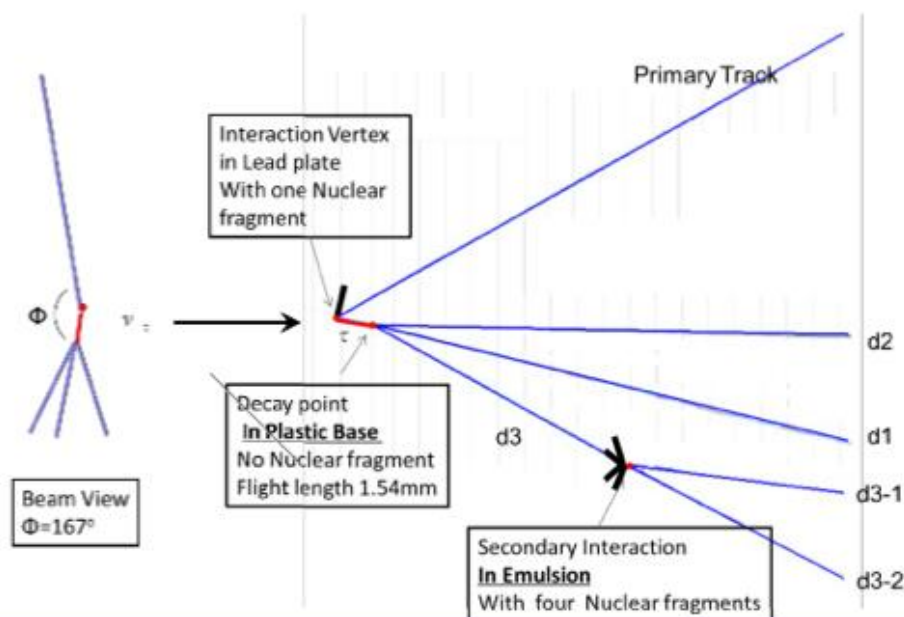 Primary Track
Interaction Vertex
in Lead plate
With one Nuclear
fragment
Φ
ν
τ
d2
Decay point
In Plastic Base
No Nuclear fragment
Flight length 1.54mm
d3
d1
d3-1
Beam View
Φ=167°
Secondary Interaction
In Emulsion
With four Nuclear fragments
d3-2